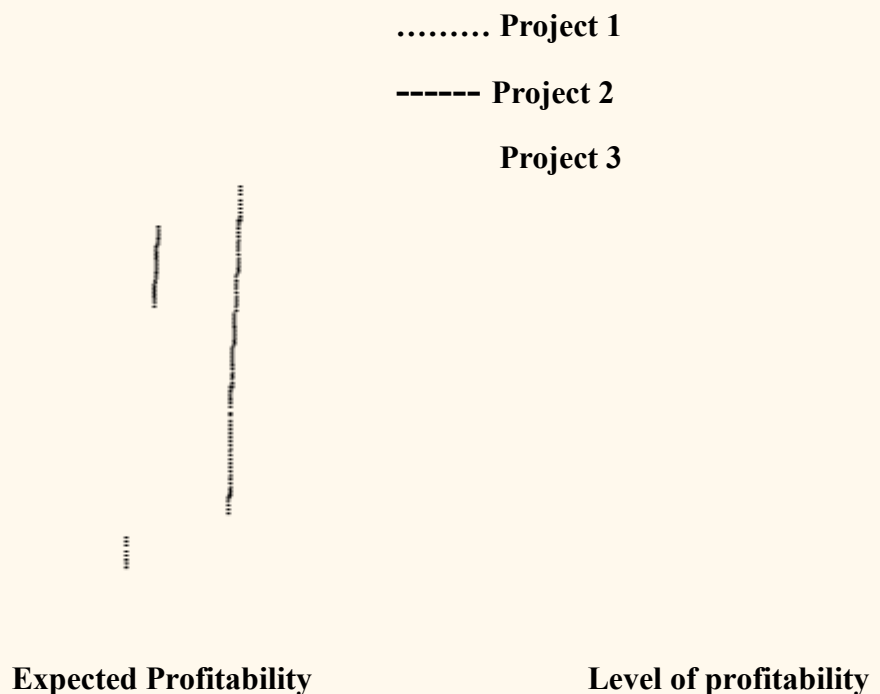 ......... Project 1
------ Project 2
Project 3
Expected Profitability
Level of profitability